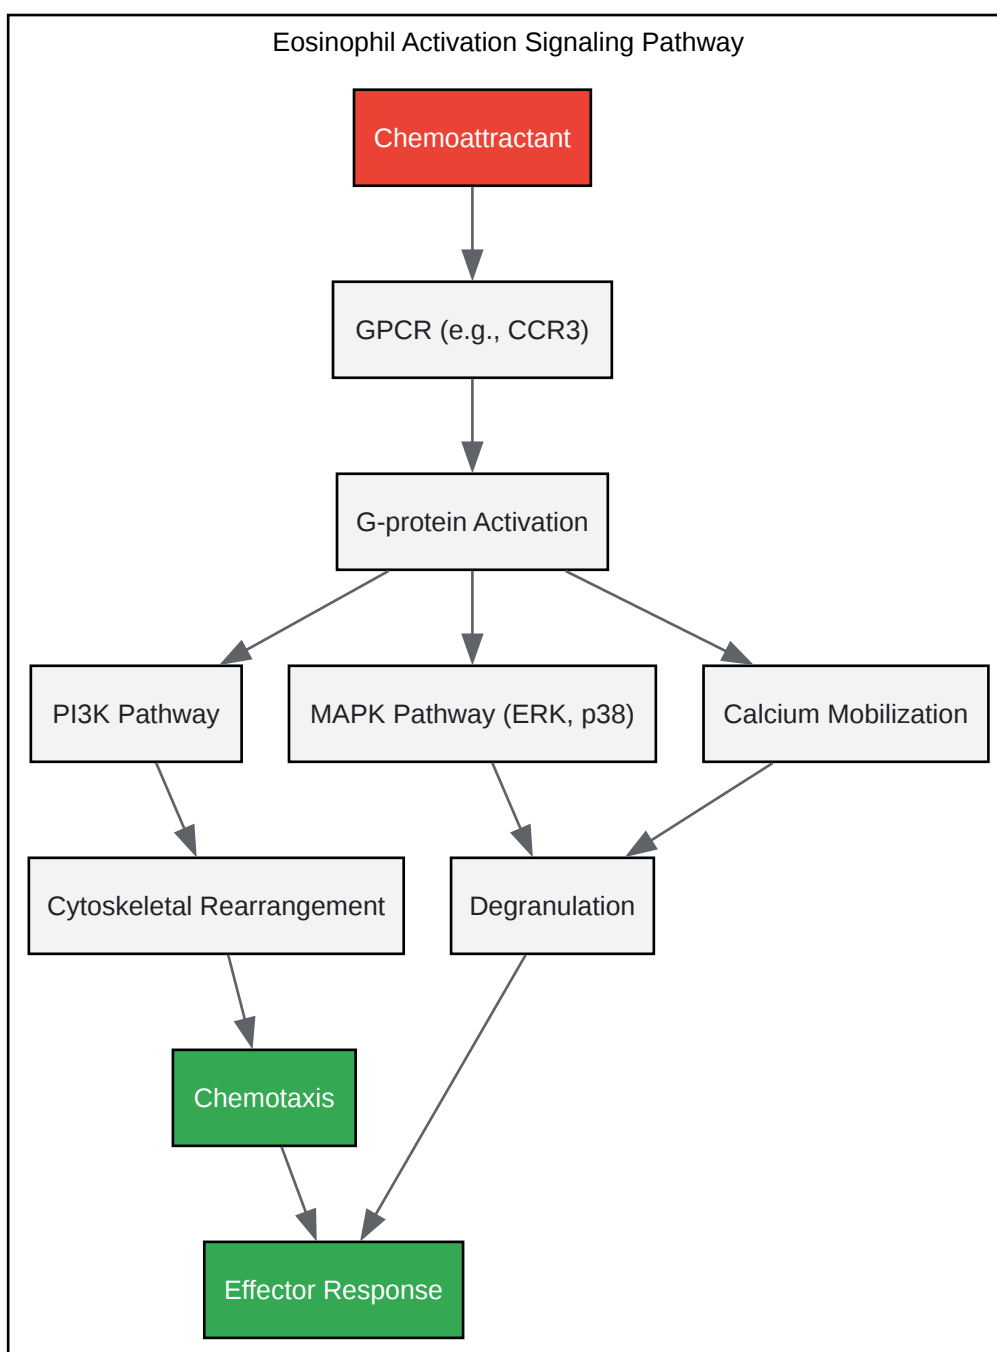 Eosinophil Activation Signaling Pathway
Chemoattractant
GPCR (e.g., CCR3)
G-protein Activation
PI3K Pathway
MAPK Pathway (ERK, p38)
Calcium Mobilization
Cytoskeletal Rearrangement
Degranulation
Chemotaxis
Effector Response